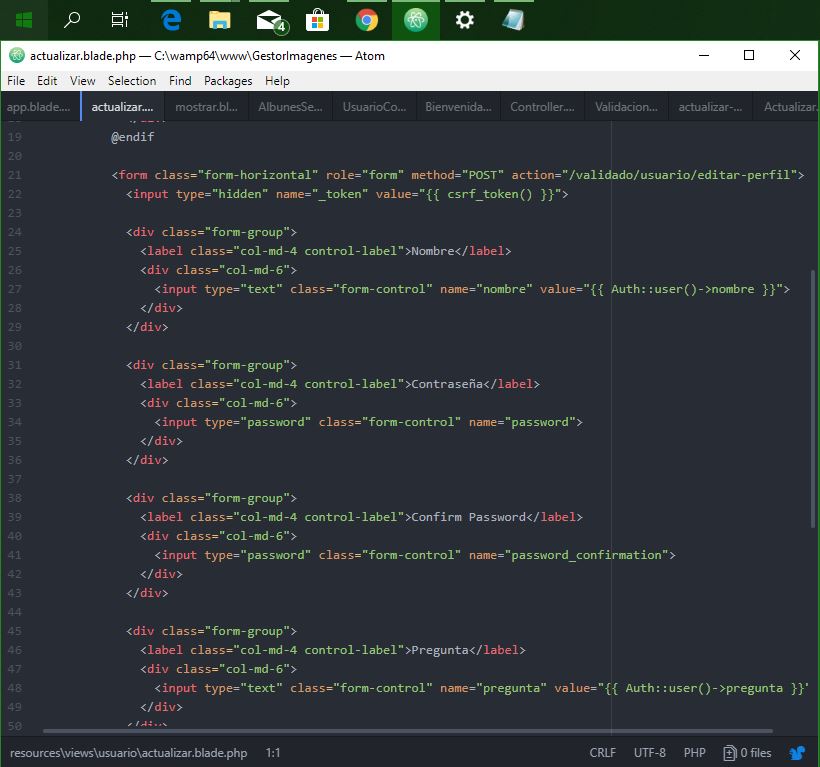 4
actualizar.blade.php — C:\wamp64\www\GestorImagenes — Atom
File Edit View Selection Find Packages Help
app.blade.... actualizar.... mostrar.bl... AlbunesSe... UsuarioCo... Bienvenida... Controller.... Validacion... actualizar-... Actualizar.
18 </div>
19 @endif
20
21 <form class="form-horizontal" role="form" method="POST" action="/validado/usuario/editar-perfil">
22 <input type="hidden" name="_token" value="{{ csrf_token() }}">
23
24 <div class="form-group">
25 <label class="col-md-4 control-label">Nombre</label>
26 <div class="col-md-6">
27 <input type="text" class="form-control" name="nombre" value="{{ Auth::user()->nombre }}">
28 </div>
29 </div>
30
31 <div class="form-group">
32 <label class="col-md-4 control-label">Contraseña</label>
33 <div class="col-md-6">
34 <input type="password" class="form-control" name="password">
35 </div>
36 </div>
37
38 <div class="form-group">
39 <label class="col-md-4 control-label">Confirm Password</label>
40 <div class="col-md-6">
41 <input type="password" class="form-control" name="password_confirmation">
42 </div>
43 </div>
44
45 <div class="form-group">
46 <label class="col-md-4 control-label">Pregunta</label>
47 <div class="col-md-6">
48 <input type="text" class="form-control" name="pregunta" value="{{ Auth::user()->pregunta }}"
49 </div>
50 </div>
resources\views\usuario\actualizar.blade.php 1:1 CRLF UTF-8 PHP 0 files